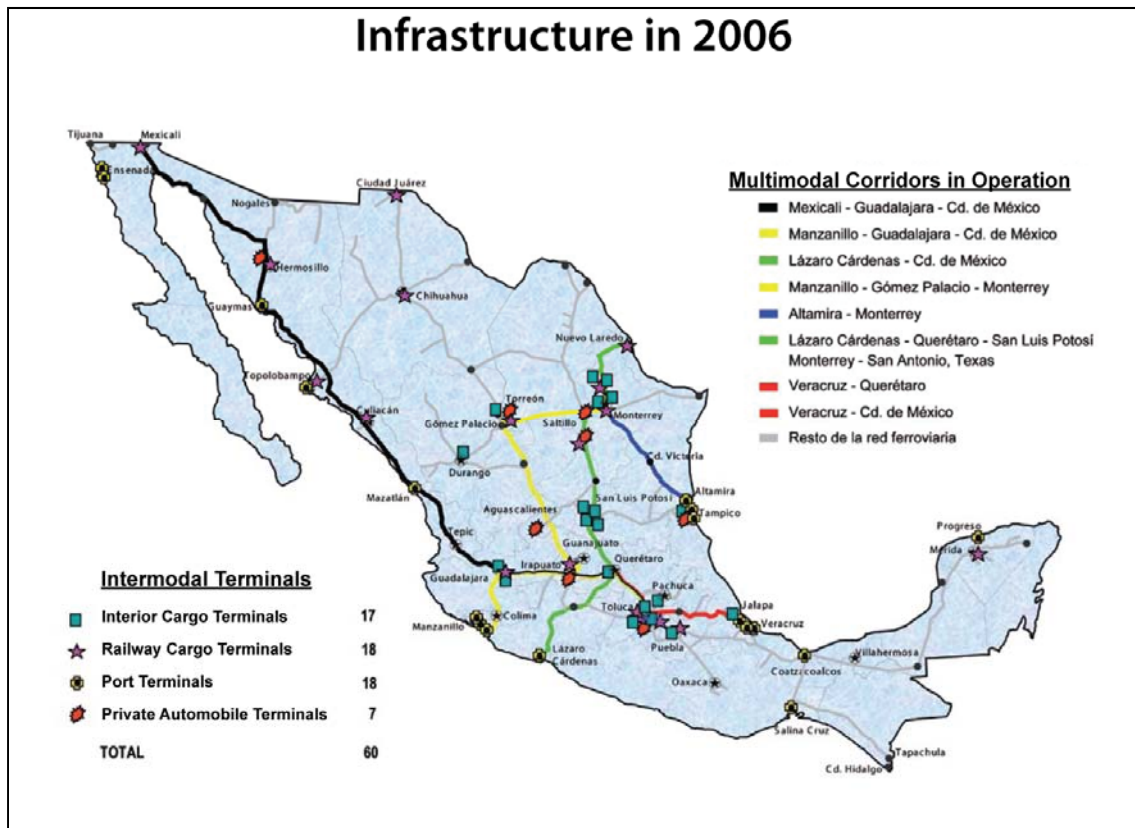 Infrastructure in 2006
Tijuana
Mexicali
Ensenada
Nogales
Ciudad Juárez
Hermosillo
Chihuahua
Guaymas
Nuevo Laredo
Topolobampo
Culiacán
Torreón
Gómez Palacio
Saltillo
Monterrey
Durango
Cd. Victoria
Mazatlán
San Luis Potosí
Altamira
Tampico
Aguascalientes
Tepic
Guanajuato
Progreso
Mérida
Guadalajara
Irapuato
Querétaro
Pachuca
Manzanillo
Colima
Toluca
Jalapa
Veracruz
Puebla
Lázaro
Cárdenas
Oaxaca
Coatzacoalcos
Villahermosa
Salina Cruz
Tapachula
Cd. Hidalgo
Multimodal Corridors in Operation
Mexicali - Guadalajara - Cd. de México
Manzanillo - Guadalajara - Cd. de México
Lázaro Cárdenas - Cd. de México
Manzanillo - Gómez Palacio - Monterrey
Altamira - Monterrey
Lázaro Cárdenas - Querétaro - San Luis Potosí
Monterrey - San Antonio, Texas
Veracruz - Querétaro
Veracruz - Cd. de México
Resto de la red ferroviaria
Intermodal Terminals
Interior Cargo Terminals 17
Railway Cargo Terminals 18
Port Terminals 18
Private Automobile Terminals 7
TOTAL 60